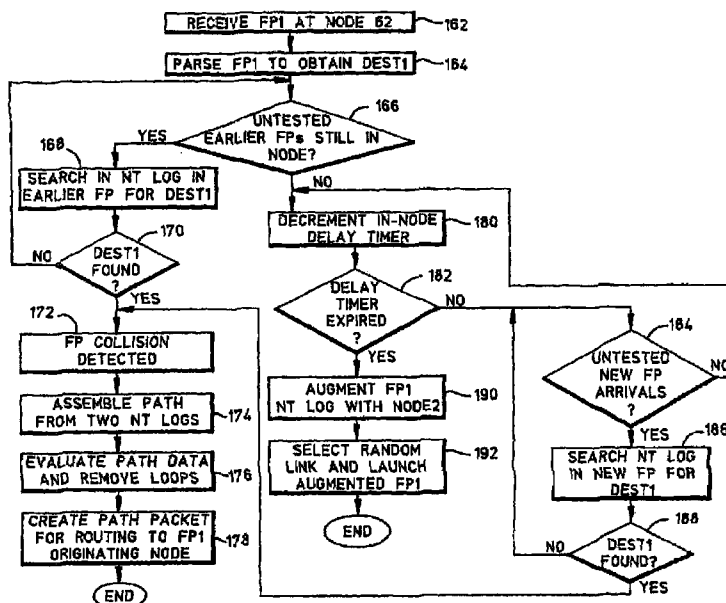 RECEIVE FP1 AT NODE 62
162
PARSE FP1 TO OBTAIN DEST1
164
UNTESTED
EARLIER FPs STILL IN
NODE?
166
YES
NO
168
SEARCH IN NT LOG IN
EARLIER FP FOR DEST1
170
DEST1
FOUND
?
NO
YES
172
FP COLLISION
DETECTED
ASSEMBLE PATH
FROM TWO NT LOGS
174
EVALUATE PATH DATA
AND REMOVE LOOPS
176
CREATE PATH PACKET
FOR ROUTING TO FP1
ORIGINATING NODE
178
END
DECREMENT IN-NODE
DELAY TIMER
180
182
DELAY
TIMER
EXPIRED
?
NO
YES
AUGMENT FP1
NT LOG WITH NODE2
190
SELECT RANDOM
LINK AND LAUNCH
AUGMENTED FP1
192
END
184
UNTESTED
NEW FP
ARRIVALS
?
NO
YES
186
SEARCH NT LOG
IN NEW FP FOR
DEST1
188
DEST1
FOUND?
NO
YES